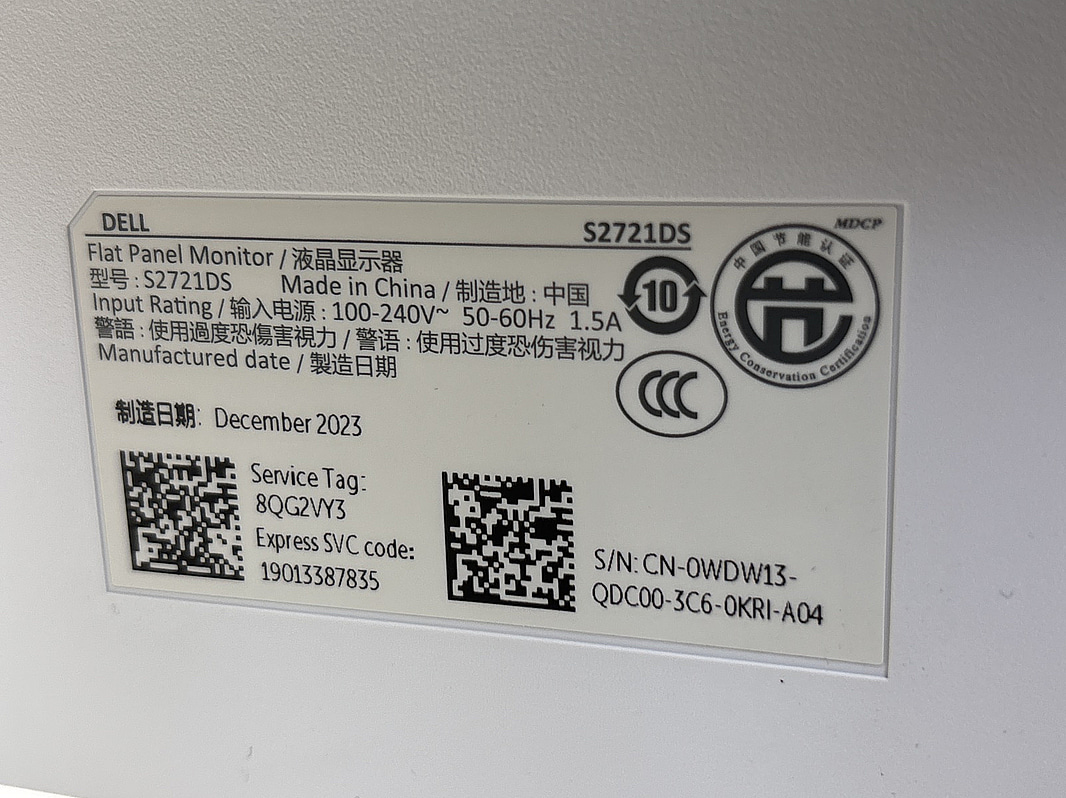 DELL
S2721DS
MDCP
Flat Panel Monitor / 液晶显示器
型号 : S2721DS Made in China / 制造地 : 中国
Input Rating / 输入电源 : 100-240V~ 50-60Hz 1.5A
警語 : 使用過度恐傷害視力 / 警语 : 使用过度恐伤害视力
Manufactured date / 製造日期
10
中国节能认证
Energy Conservation Certification
CCC
制造日期: December 2023
Service Tag:
8QG2VY3
Express SVC code:
19013387835
S/N: CN-0WDW13-
QDC00-3C6-0KRI-A04